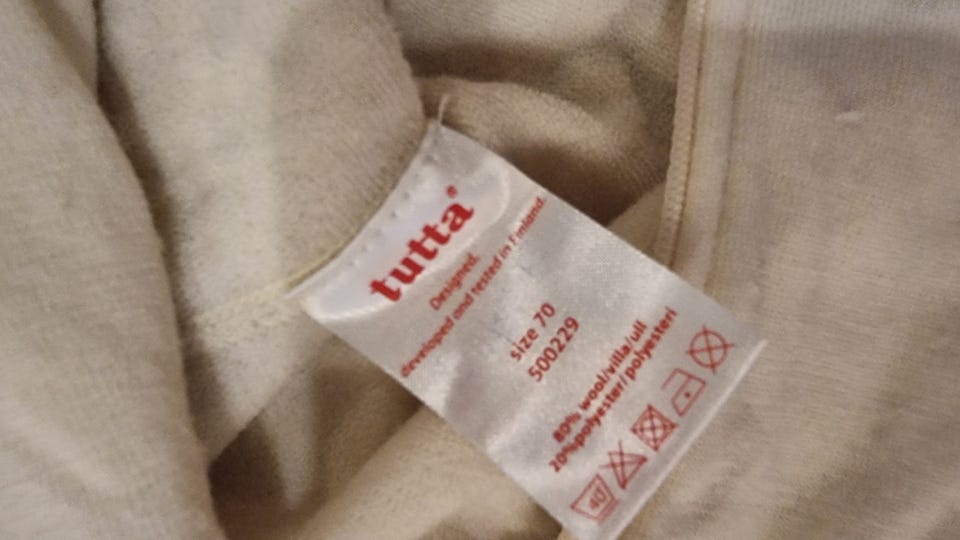 tutta®
Designed,
developed and tested in Finland.
size 70
500229
80% wool/villa/ull
20%polyester/polyesteri
40